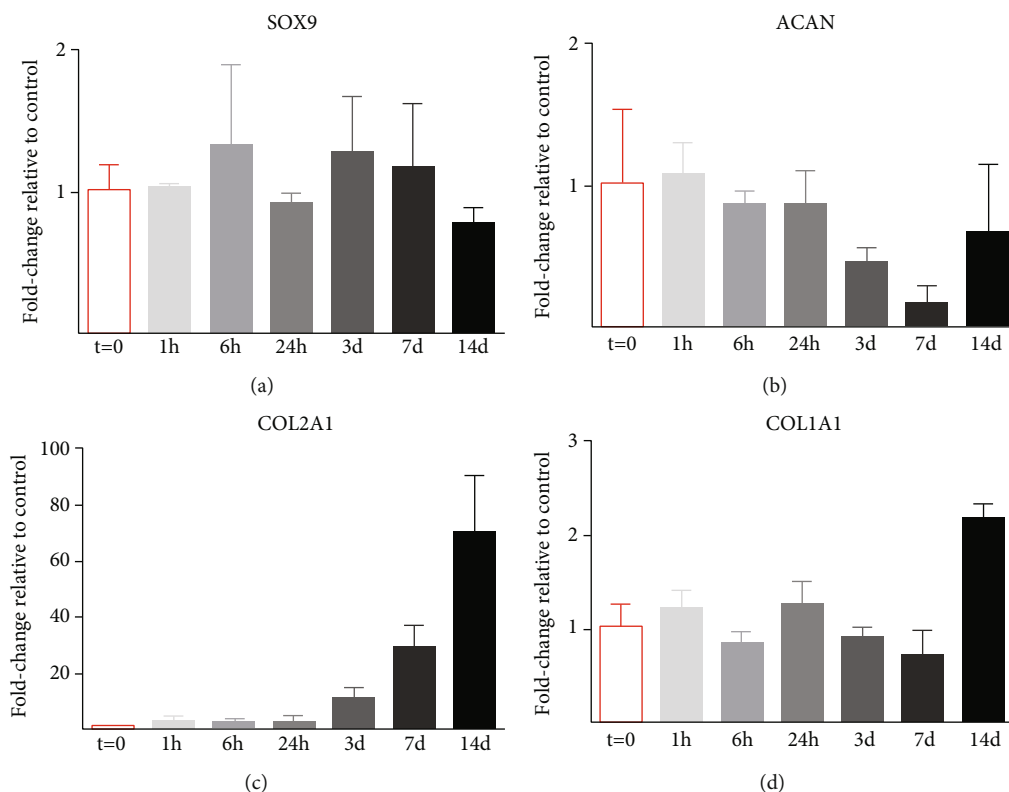 SOX9
Fold-change relative to control
2
1
t=0 1h 6h 24h 3d 7d 14d
(a)
ACAN
Fold-change relative to control
2
1
t=0 1h 6h 24h 3d 7d 14d
(b)
COL2A1
Fold-change relative to control
100
80
60
40
20
t=0 1h 6h 24h 3d 7d 14d
(c)
COL1A1
Fold-change relative to control
3
2
1
t=0 1h 6h 24h 3d 7d 14d
(d)